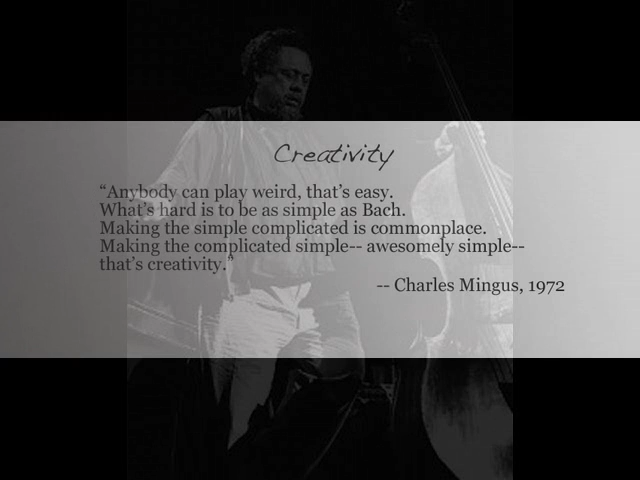 Creativity
“Anybody can play weird, that’s easy.
What’s hard is to be as simple as Bach.
Making the simple complicated is commonplace.
Making the complicated simple-- awesomely simple--
that’s creativity.”
-- Charles Mingus, 1972